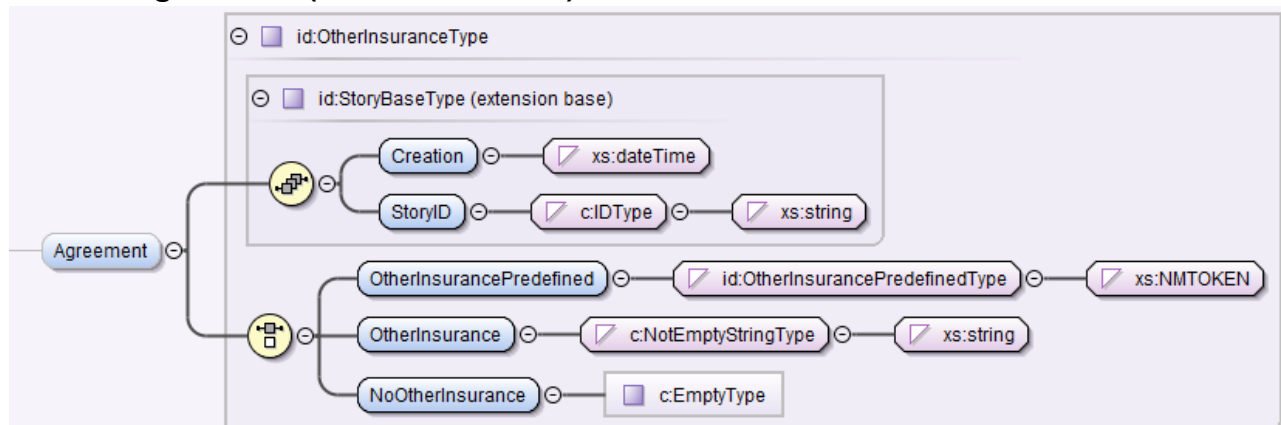 id:OtherInsuranceType
id:StoryBaseType (extension base)
Creation xs:dateTime
StoryID c:IDType xs:string
Agreement
OtherInsurancePredefined id:OtherInsurancePredefinedType xs:NMTOKEN
OtherInsurance c:NotEmptyStringType xs:string
NoOtherInsurance c:EmptyType